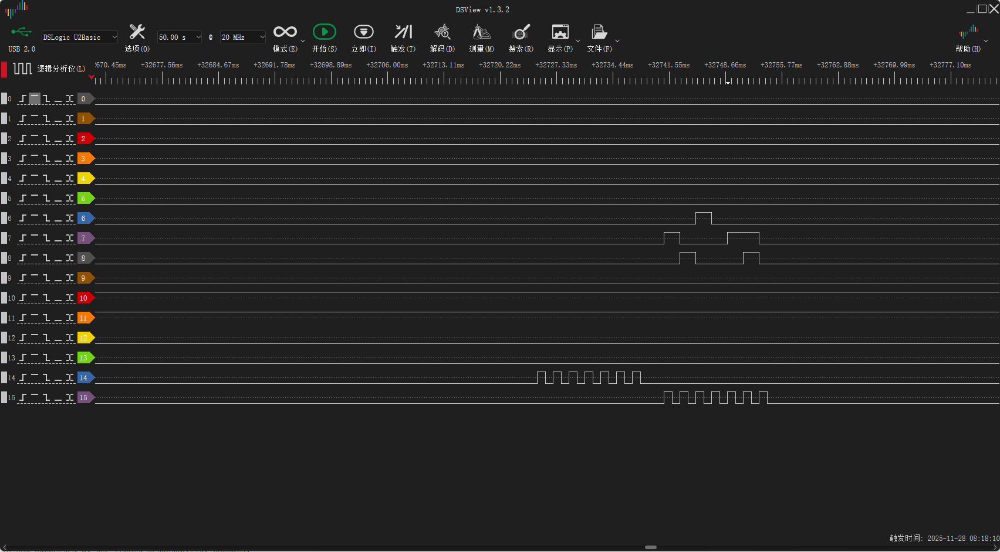 DSView v1.3.2
USB 2.0
DSLogic U2Basic
选项(O)
50.00 s
@
20 MHz
模式(E)
开始(S)
立即(I)
触发(T)
解码(D)
测量(M)
搜索(R)
显示(P)
文件(F)
帮助(H)
逻辑分析仪(L)
670.45ms +32677.56ms +32684.67ms +32691.78ms +32698.89ms +32706.00ms +32713.11ms +32720.22ms +32727.33ms +32734.44ms +32741.55ms +32748.66ms +32755.77ms +32762.88ms +32769.99ms +32777.10ms
0 0
1 1
2 2
3 3
4 4
5 5
6 6
7 7
8 8
9 9
10 10
11 11
12 12
13 13
14 14
15 15
触发时间: 2025-11-28 08:18:10